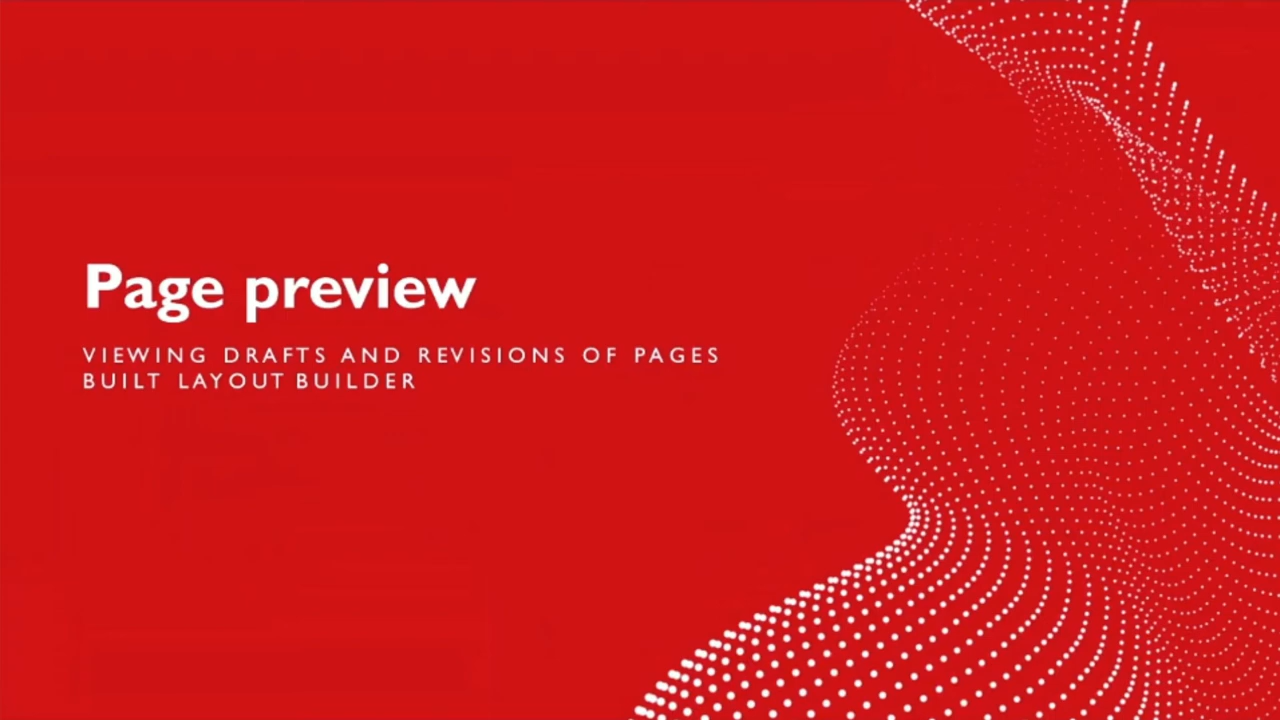 Page preview
VIEWING DRAFTS AND REVISIONS OF PAGES
BUILT LAYOUT BUILDER